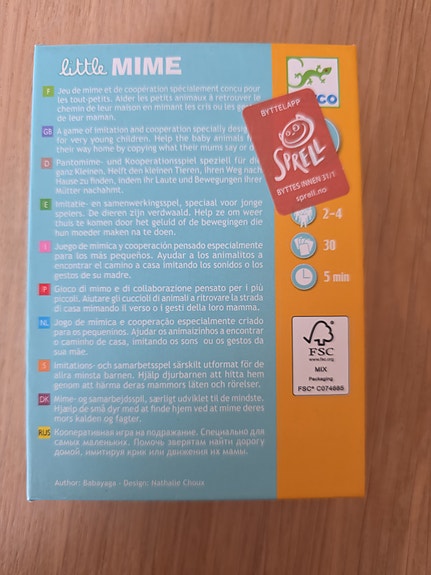 little MIME
F Jeu de mime et de coopération spécialement conçu pour
les tout-petits. Aider les petits animaux à retrouver le
chemin de leur maison en mimant les cris ou les ge
de leur maman.
GB A game of imitation and cooperation specially desig
for very young children. Help the baby animals f
their way home by copying what their mums say or d
D Pantomime- und Kooperationsspiel speziell für die
ganz Kleinen. Helft den kleinen Tieren, ihren Weg nach
Hause zu finden, indem ihr Laute und Bewegungen ihrer
Mütter nachahmt.
E Imitatie- en samenwerkingsspel, speciaal voor jonge
spelers. De dieren zijn verdwaald. Help ze om weer
thuis te komen door het geluid of de bewegingen die
hun moeder maken na te doen.
Juego de mímica y cooperación pensado especialmente
para los más pequeños. Ayuda a los animalitos a
encontrar el camino a casa imitando los sonidos o los
gestos de su madre.
P Gioco di mimo e di collaborazione pensato per i più
piccoli. Aiutare gli cuccioli di animali a ritrovare la strada
di casa mimando il verso o i gesti della loro mamma.
NL Jogo de mímica e cooperação especialmente criado
para os pequeninos. Ajudar os animaizinhos a encontrar
o caminho de casa, imitando os sons ou os gestos da
sua mãe.
S Imitations- och samarbetsspel särskilt utformat för de
allra minsta barnen. Hjälp djurbarnen att hitta hem
genom att härma deras mammors läten och rörelser.
DK Mime- og samarbejdsspil, særligt udviklet til de mindste.
Hjælp de små dyr med at finde hjem ved at mime deres
mors kalden og fagter.
RUS Кооперативная игра на подражание. Специально для
самых маленьких. Помочь зверятам найти дорогу
домой, имитируя крик или движения их мамы.
Author: Babayaga - Design: Nathalie Choux
CO
BYTTELAPP
SPRELL
BYTTES INNEN:31/1
sprell.no
2-4
30
5 min
FSC
www.fsc.org
MIX
Packaging
FSC® C074685